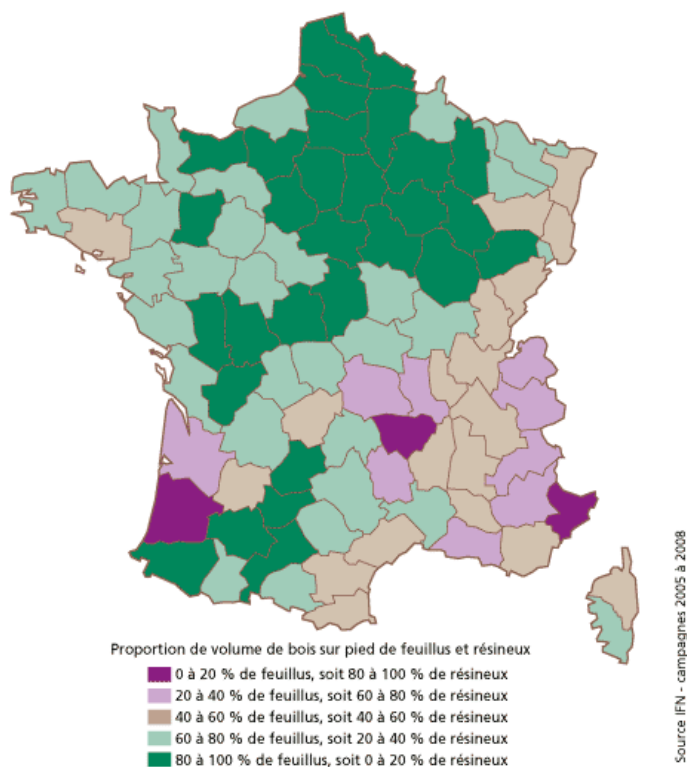 Proportion de volume de bois sur pied de feuillus et résineux
0 à 20 % de feuillus, soit 80 à 100 % de résineux
20 à 40 % de feuillus, soit 60 à 80 % de résineux
40 à 60 % de feuillus, soit 40 à 60 % de résineux
60 à 80 % de feuillus, soit 20 à 40 % de résineux
80 à 100 % de feuillus, soit 0 à 20 % de résineux
Source IFN - campagnes 2005 à 2008